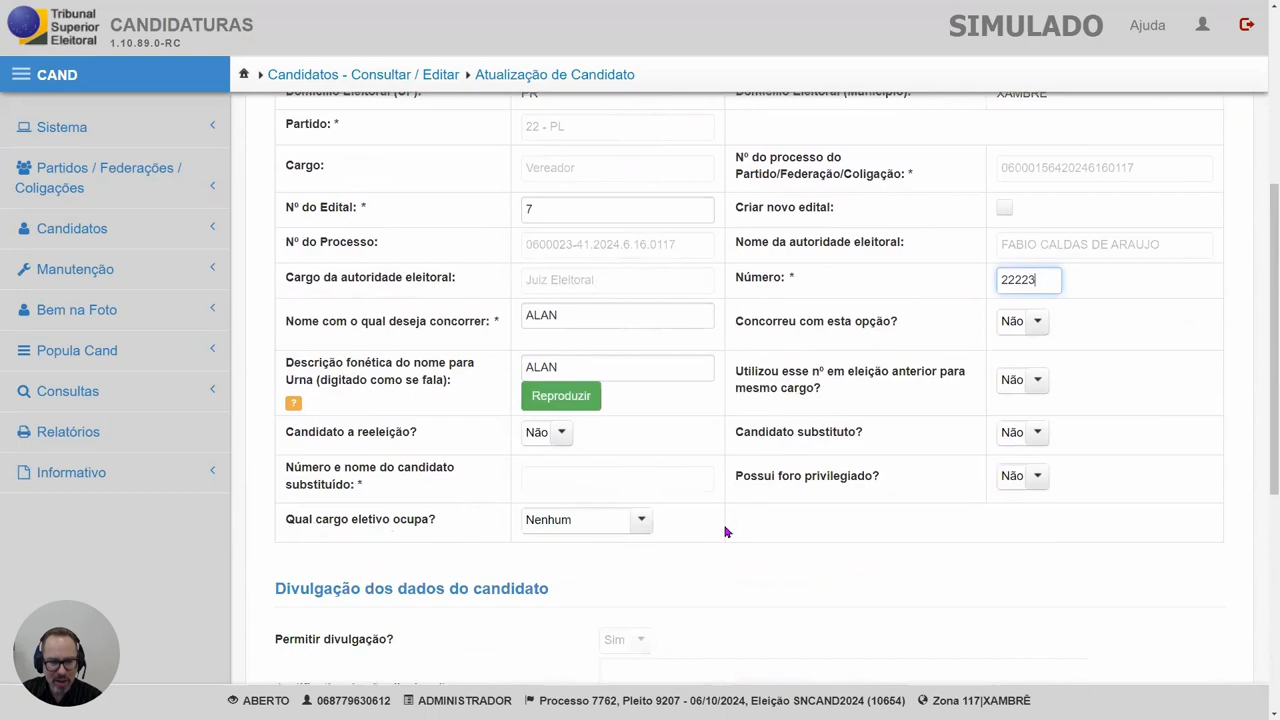 Tribunal
Superior
Eleitoral
CANDIDATURAS
1.10.89.0-RC
SIMULADO
Ajuda
CAND
Candidatos - Consultar / Editar
Atualização de Candidato
Sistema
Partidos / Federações /
Coligações
Candidatos
Manutenção
Bem na Foto
Popula Cand
Consultas
Relatórios
Informativo
Domicílio Eleitoral (UF):
PR
Domicílio Eleitoral (Município):
XAMBRÊ
Partido: *
22 - PL
Cargo:
Vereador
Nº do processo do
Partido/Federação/Coligação: *
06000156420246160117
Nº do Edital: *
7
Criar novo edital:
Nº do Processo:
0600023-41.2024.6.16.0117
Nome da autoridade eleitoral:
FABIO CALDAS DE ARAUJO
Cargo da autoridade eleitoral:
Juiz Eleitoral
Número: *
22223
Nome com o qual deseja concorrer: *
ALAN
Concorreu com esta opção?
Não
Descrição fonética do nome para
Urna (digitado como se fala):
?
ALAN
Reproduzir
Utilizou esse nº em eleição anterior para
mesmo cargo?
Não
Candidato a reeleição?
Não
Candidato substituto?
Não
Número e nome do candidato
substituído: *
Possui foro privilegiado?
Não
Qual cargo eletivo ocupa?
Nenhum
Divulgação dos dados do candidato
Permitir divulgação?
Sim
ABERTO
068779630612
ADMINISTRADOR
Processo 7762, Pleito 9207 - 06/10/2024, Eleição SNCAND2024 (10654)
Zona 117|XAMBRÊ